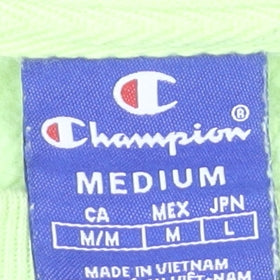 Champion
MEDIUM
CA MEX JPN
M/M M L
MADE IN VIETNAM